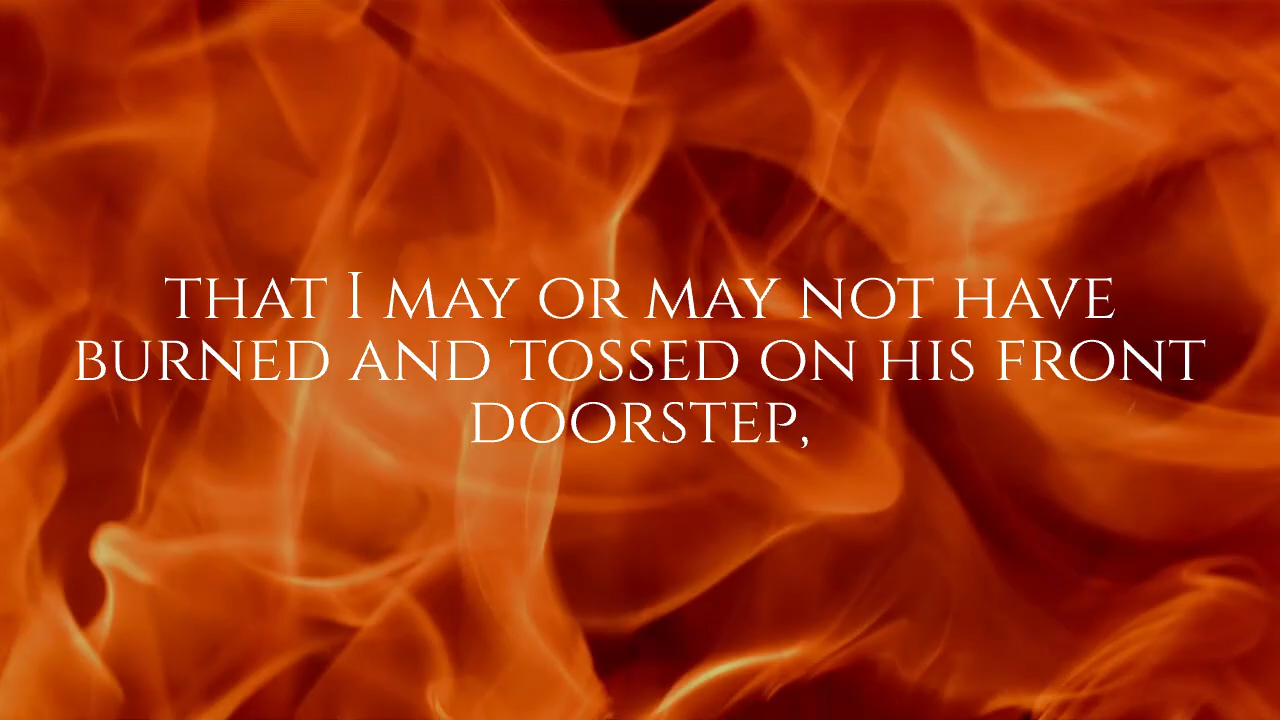 that I may or may not have
burned and tossed on his front
doorstep,